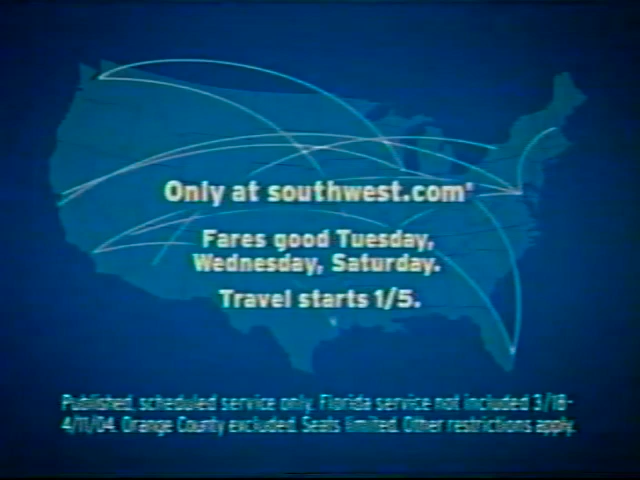 Only at southwest.com®
Fares good Tuesday,
Wednesday, Saturday.
Travel starts 1/5.
Published, scheduled service only. Florida service not included 3/18-
4/11/04. Orange County excluded. Seats limited. Other restrictions apply.